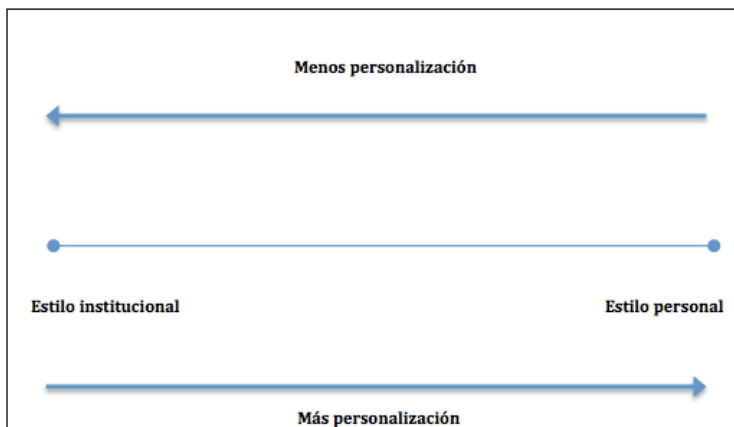 Menos personalización
Estilo institucional
Estilo personal
Más personalización